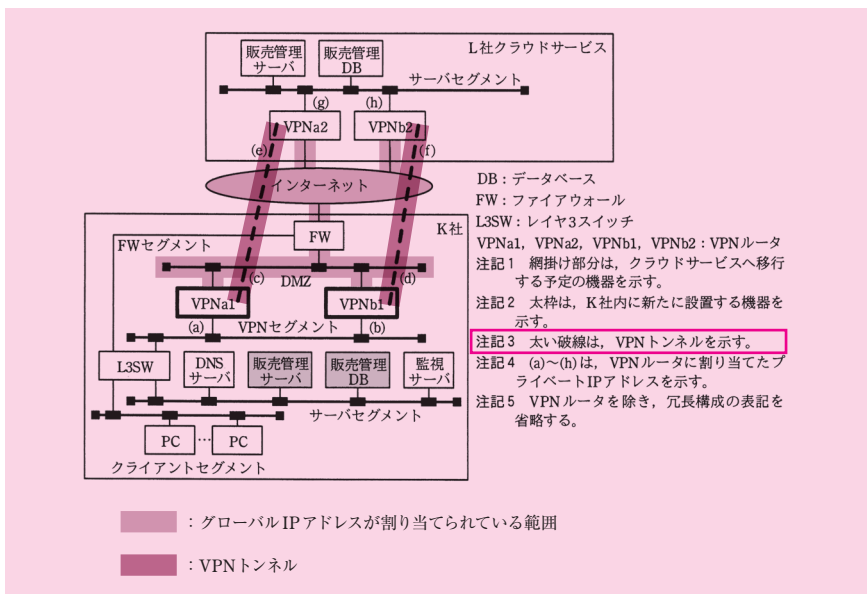 L社クラウドサービス
販売管理
サーバ
販売管理
DB
サーバセグメント
(g)
(h)
VPNa2
VPNb2
(e)
(f)
インターネット
K社
FWセグメント
FW
(c)
DMZ
(d)
VPNa1
VPNb1
(a)
VPNセグメント
(b)
L3SW
DNS
サーバ
販売管理
サーバ
販売管理
DB
監視
サーバ
サーバセグメント
PC
…
PC
クライアントセグメント
DB：データベース
FW：ファイアウォール
L3SW：レイヤ3スイッチ
VPNa1，VPNa2，VPNb1，VPNb2：VPNルータ
注記1 網掛け部分は，クラウドサービスへ移行
する予定の機器を示す。
注記2 太枠は，K社内に新たに設置する機器を
示す。
注記3 太い破線は，VPNトンネルを示す。
注記4 (a)～(h)は，VPNルータに割り当てたプ
ライベートIPアドレスを示す。
注記5 VPNルータを除き，冗長構成の表記を
省略する。
：グローバルIPアドレスが割り当てられている範囲
：VPNトンネル